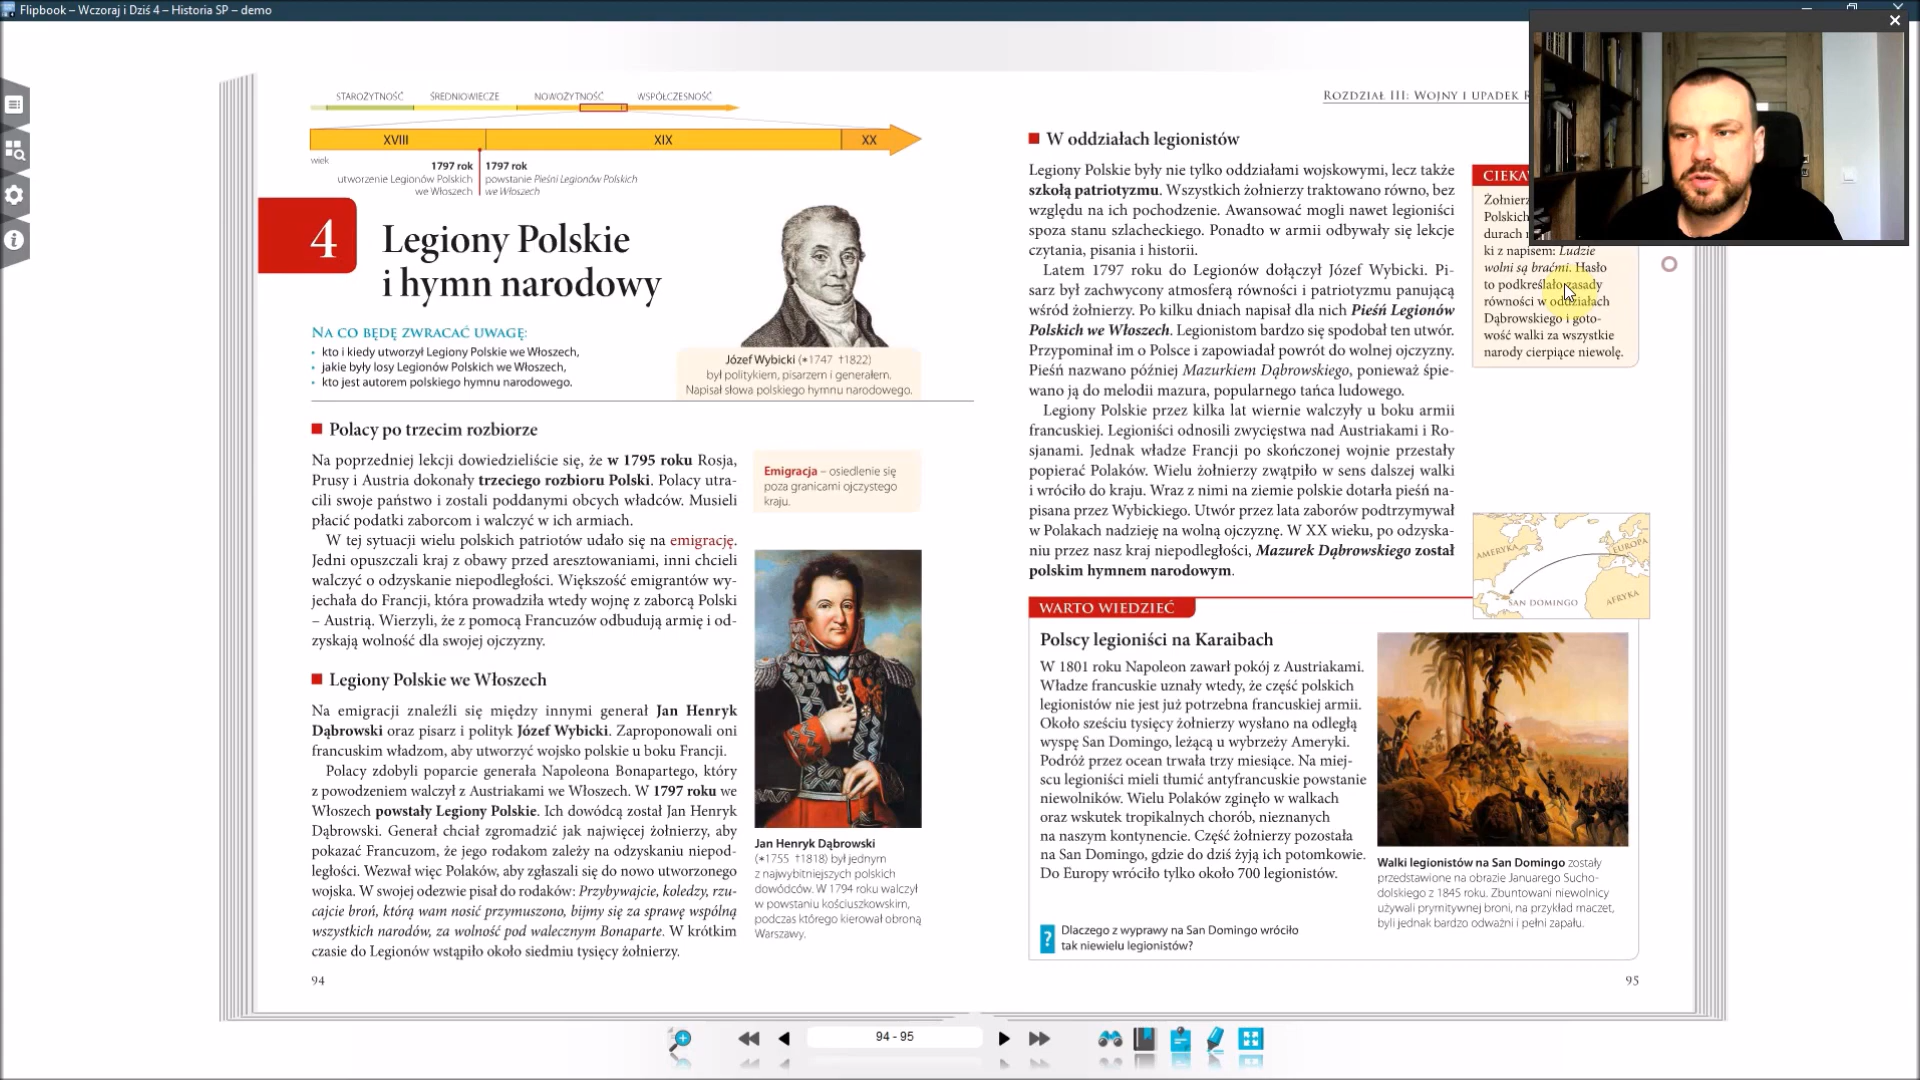 Flipbook – Wczoraj i Dziś 4 – Historia SP – demo
STAROŻYTNOŚĆ ŚREDNIOWIECZE NOWOŻYTNOŚĆ WSPÓŁCZESNOŚĆ
XVIII XIX XX
wiek
1797 rok
utworzenie Legionów Polskich
we Włoszech
1797 rok
powstanie Pieśni Legionów Polskich
we Włoszech
4
Legiony Polskie
i hymn narodowy
NA CO BĘDĘ ZWRACAĆ UWAGĘ:
• kto i kiedy utworzył Legiony Polskie we Włoszech,
• jakie były losy Legionów Polskich we Włoszech,
• kto jest autorem polskiego hymnu narodowego.
Józef Wybicki (*1747 †1822)
był politykiem, pisarzem i generałem.
Napisał słowa polskiego hymnu narodowego.
Polacy po trzecim rozbiorze
Na poprzedniej lekcji dowiedzieliście się, że w 1795 roku Rosja,
Prusy i Austria dokonały trzeciego rozbioru Polski. Polacy utra-
cili swoje państwo i zostali poddanymi obcych władców. Musieli
płacić podatki zaborcom i walczyć w ich armiach.
W tej sytuacji wielu polskich patriotów udało się na emigrację.
Jedni opuszczali kraj z obawy przed aresztowaniami, inni chcieli
walczyć o odzyskanie niepodległości. Większość emigrantów wy-
jechała do Francji, która prowadziła wtedy wojnę z zaborcą Polski
– Austrią. Wierzyli, że z pomocą Francuzów odbudują armię i od-
zyskają wolność dla swojej ojczyzny.
Emigracja – osiedlenie się
poza granicami ojczystego
kraju.
Legiony Polskie we Włoszech
Na emigracji znaleźli się między innymi generał Jan Henryk
Dąbrowski oraz pisarz i polityk Józef Wybicki. Zaproponowali oni
francuskim władzom, aby utworzyć wojsko polskie u boku Francji.
Polacy zdobyli poparcie generała Napoleona Bonapartego, który
z powodzeniem walczył z Austriakami we Włoszech. W 1797 roku we
Włoszech powstały Legiony Polskie. Ich dowódcą został Jan Henryk
Dąbrowski. Generał chciał zgromadzić jak najwięcej żołnierzy, aby
pokazać Francuzom, że jego rodakom zależy na odzyskaniu niepod-
ległości. Wezwał więc Polaków, aby zgłaszali się do nowo utworzonego
wojska. W swojej odezwie pisał do rodaków: Przybywajcie, koledzy, rzu-
cajcie broń, którą wam nosić przymuszono, bijmy się za sprawę wspólną
wszystkich narodów, za wolność pod walecznym Bonaparte. W krótkim
czasie do Legionów wstąpiło około siedmiu tysięcy żołnierzy.
Jan Henryk Dąbrowski
(*1755 †1818) był jednym
z najwybitniejszych polskich
dowódców. W 1794 roku walczył
w powstaniu kościuszkowskim,
podczas którego kierował obroną
Warszawy.
94
ROZDZIAŁ III: WOJNY I UPADEK R
W oddziałach legionistów
Legiony Polskie były nie tylko oddziałami wojskowymi, lecz także
szkołą patriotyzmu. Wszystkich żołnierzy traktowano równo, bez
względu na ich pochodzenie. Awansować mogli nawet legioniści
spoza stanu szlacheckiego. Ponadto w armii odbywały się lekcje
czytania, pisania i historii.
Latem 1797 roku do Legionów dołączył Józef Wybicki. Pi-
sarz był zachwycony atmosferą równości i patriotyzmu panującą
wśród żołnierzy. Po kilku dniach napisał dla nich Pieśń Legionów
Polskich we Włoszech. Legionistom bardzo się spodobał ten utwór.
Przypominał im o Polsce i zapowiadał powrót do wolnej ojczyzny.
Pieśń nazwano później Mazurkiem Dąbrowskiego, ponieważ śpie-
wano ją do melodii mazura, popularnego tańca ludowego.
Legiony Polskie przez kilka lat wiernie walczyły u boku armii
francuskiej. Legioniści odnosili zwycięstwa nad Austriakami i Ro-
sjanami. Jednak władze Francji po skończonej wojnie przestały
popierać Polaków. Wielu żołnierzy zwątpiło w sens dalszej walki
i wróciło do kraju. Wraz z nimi na ziemie polskie dotarła pieśń na-
pisana przez Wybickiego. Utwór przez lata zaborów podtrzymywał
w Polakach nadzieję na wolną ojczyznę. W XX wieku, po odzyska-
niu przez nasz kraj niepodległości, Mazurek Dąbrowskiego został
polskim hymnem narodowym.
CIEKA
Żołnierz
Polskich
durach
ki z napisem: Ludzie
wolni są braćmi. Hasło
to podkreślało zasady
równości w oddziałach
Dąbrowskiego i goto-
wość walki za wszystkie
narody cierpiące niewolę.
AMERYKA EUROPA
SAN DOMINGO AFRYKA
WARTO WIEDZIEĆ
Polscy legioniści na Karaibach
W 1801 roku Napoleon zawarł pokój z Austriakami.
Władze francuskie uznały wtedy, że część polskich
legionistów nie jest już potrzebna francuskiej armii.
Około sześciu tysięcy żołnierzy wysłano na odległą
wyspę San Domingo, leżącą u wybrzeży Ameryki.
Podróż przez ocean trwała trzy miesiące. Na miej-
scu legioniści mieli tłumić antyfrancuskie powstanie
niewolników. Wielu Polaków zginęło w walkach
oraz wskutek tropikalnych chorób, nieznanych
na naszym kontynencie. Część żołnierzy pozostała
na San Domingo, gdzie do dziś żyją ich potomkowie.
Do Europy wróciło tylko około 700 legionistów.
? Dlaczego z wyprawy na San Domingo wróciło
tak niewielu legionistów?
Walki legionistów na San Domingo zostały
przedstawione na obrazie Januarego Sucho-
dolskiego z 1845 roku. Zbuntowani niewolnicy
używali prymitywnej broni, na przykład maczet,
byli jednak bardzo odważni i pełni zapału.
95
94 - 95